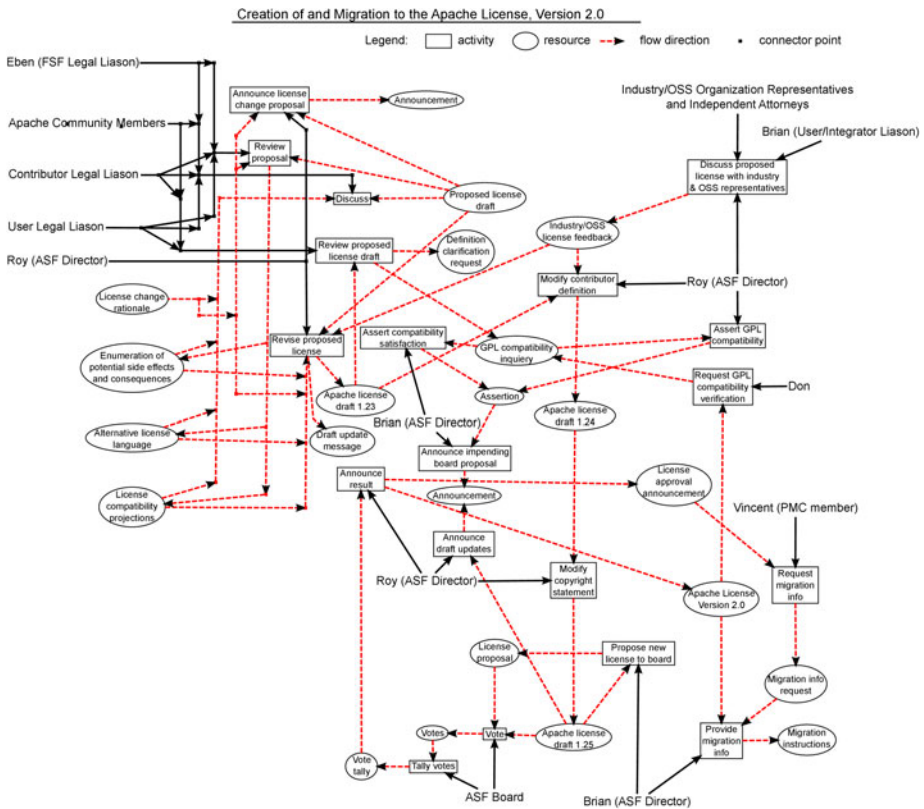 Creation of and Migration to the Apache License, Version 2.0
Legend: activity resource flow direction connector point
Eben (FSF Legal Liason)
Announce license
change proposal
Announcement
Industry/OSS Organization Representatives
and Independent Attorneys
Apache Community Members
Brian (User/Integrator Liason)
Review
proposal
Discuss proposed
license with industry
& OSS representatives
Contributor Legal Liason
Discuss
Proposed license
draft
User Legal Liason
Industry/OSS
license feedback
Review proposed
license draft
Definition
clarification
request
Roy (ASF Director)
Modify contributor
definition
Roy (ASF Director)
License change
rationale
Assert compatibility
satisfaction
Assert GPL
compatibility
Revise proposed
license
GPL compatibility
inquiery
Enumeration of
potential side effects
and consequences
Request GPL
compatibility
verification
Don
Apache license
draft 1.23
Assertion
Apache license
draft 1.24
Brian (ASF Director)
Alternative license
language
Draft update
message
Announce impending
board proposal
Announce
result
License
approval
announcement
License
compatibility
projections
Announcement
Vincent (PMC member)
Announce
draft updates
Roy (ASF Director)
Modify
copyright
statement
Request
migration
info
Apache License
Version 2.0
License
proposal
Propose new
license to board
Migration info
request
Votes
Vote
Apache license
draft 1.25
Provide
migration
info
Migration
instructions
Vote
tally
Tally votes
ASF Board
Brian (ASF Director)